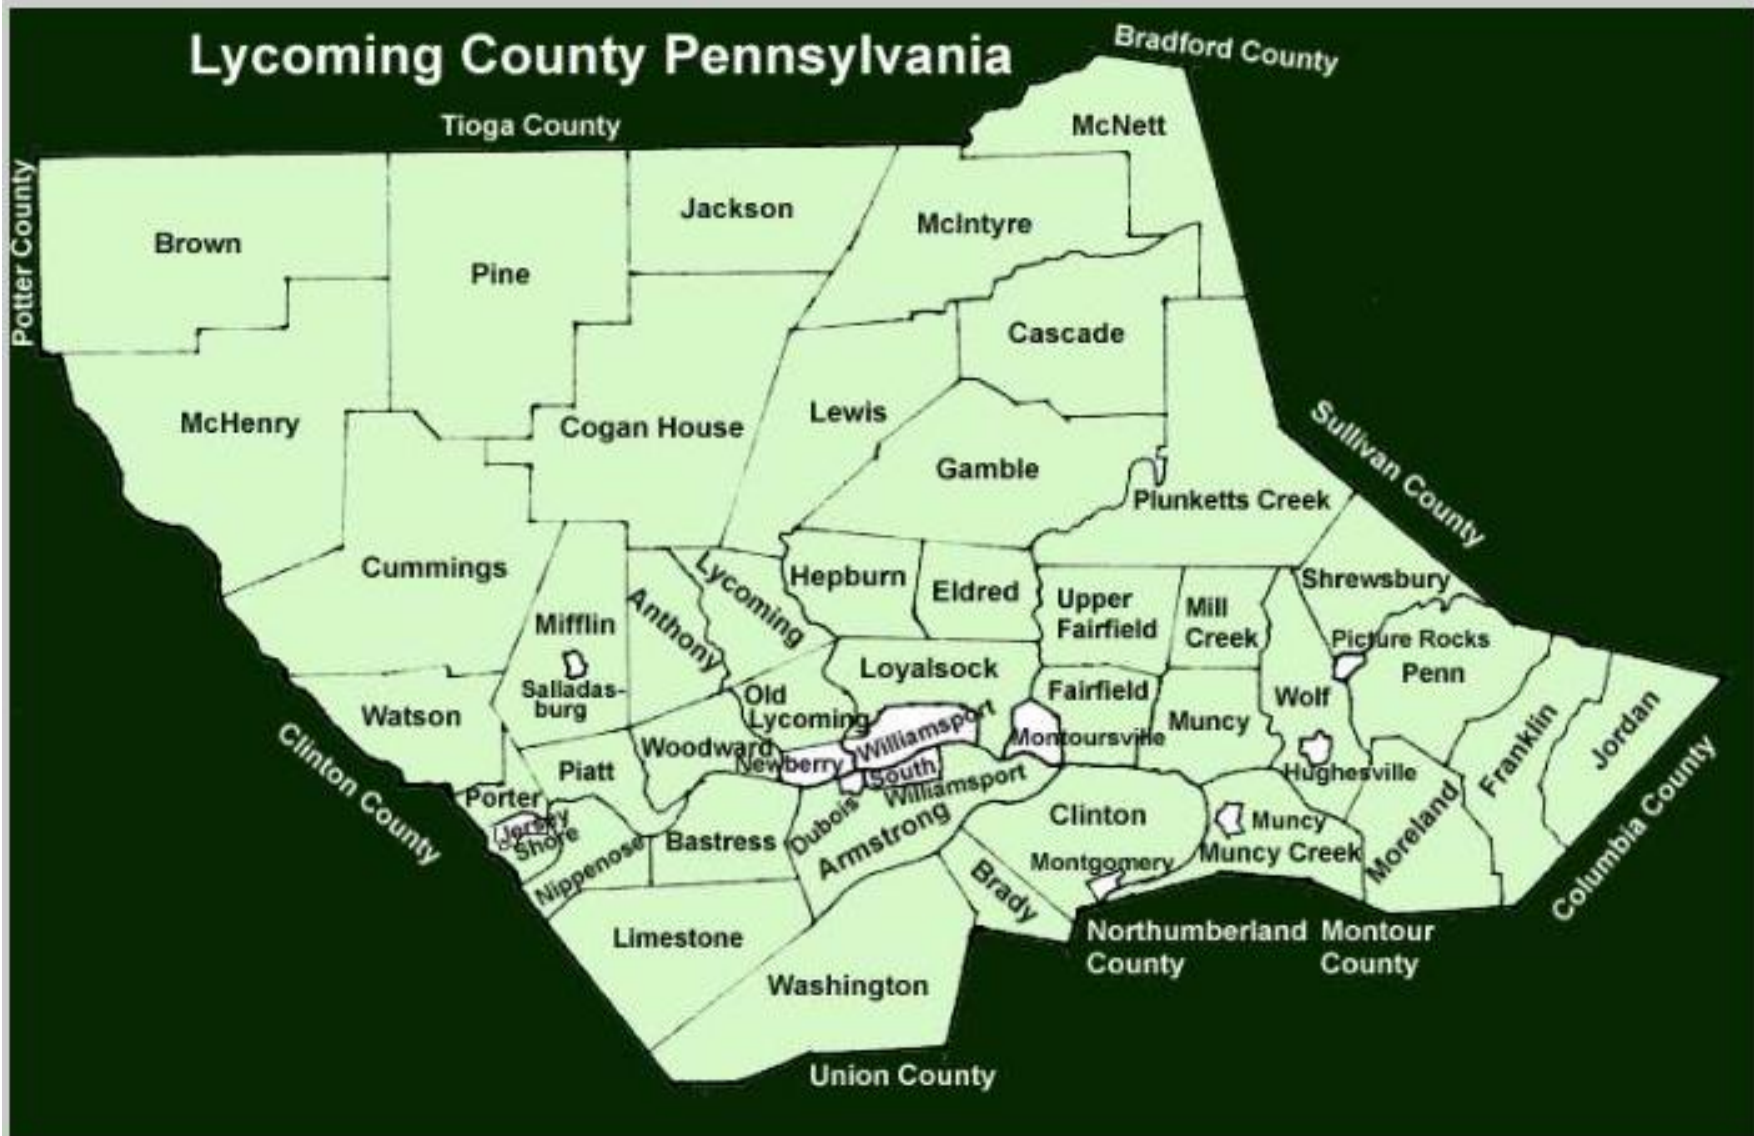 Lycoming County Pennsylvania
Bradford County
Tioga County
McNett
Potter County
Brown
Pine
Jackson
McIntyre
Cascade
McHenry
Cogan House
Lewis
Gamble
Plunketts Creek
Sullivan County
Cummings
Mifflin
Anthony
Lycoming
Hepburn
Eldred
Upper
Fairfield
Mill
Creek
Shrewsbury
Picture Rocks
Penn
Salladas-
burg
Watson
Old
Lycoming
Loyalsock
Fairfield
Muncy
Wolf
Franklin
Jordan
Clinton County
Woodward
Newberry
Williamsport
Montoursville
Hughesville
Columbia County
Piatt
Porter
Jersey
Shore
Nippenose
Bastress
Dubois
South
Williamsport
Armstrong
Clinton
Montgomery
Muncy
Muncy Creek
Moreland
Brady
Limestone
Washington
Northumberland
County
Montour
County
Union County